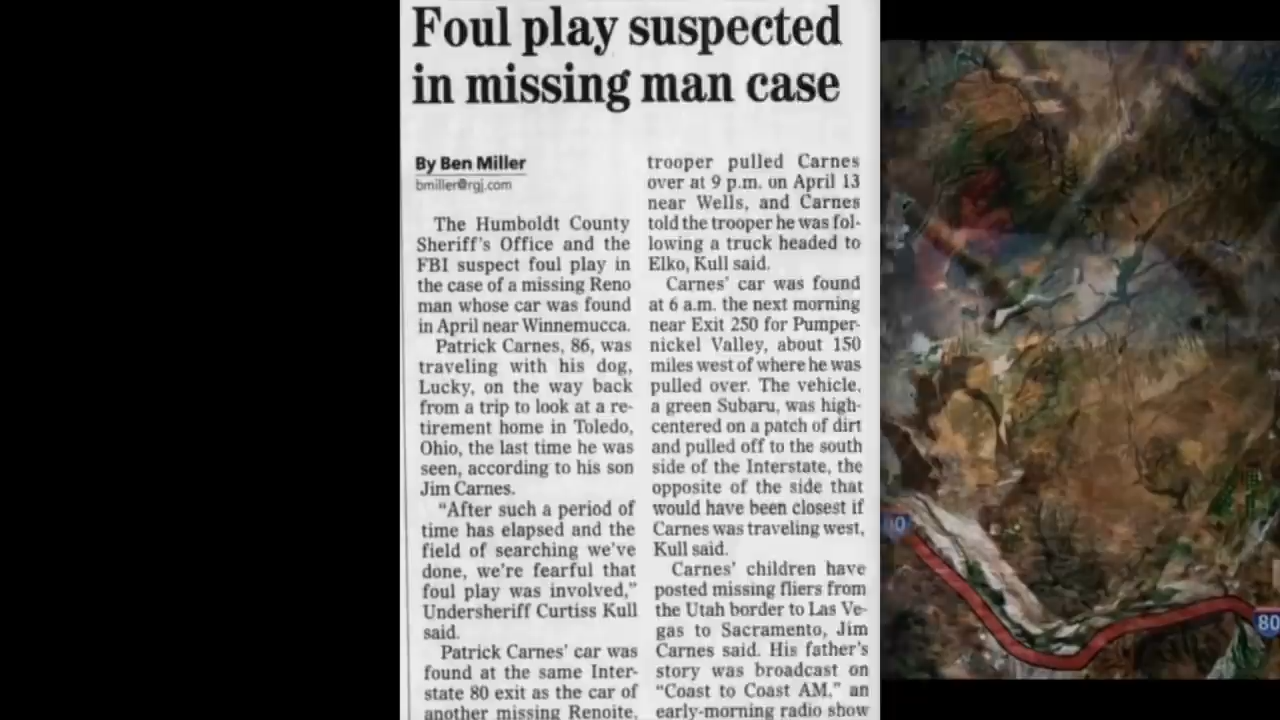 Foul play suspected
in missing man case
By Ben Miller
bmiller@rgj.com
The Humboldt County
Sheriff's Office and the
FBI suspect foul play in
the case of a missing Reno
man whose car was found
in April near Winnemucca.
Patrick Carnes, 86, was
traveling with his dog,
Lucky, on the way back
from a trip to look at a re-
tirement home in Toledo,
Ohio, the last time he was
seen, according to his son
Jim Carnes.
“After such a period of
time has elapsed and the
field of searching we've
done, we're fearful that
foul play was involved,”
Undersheriff Curtiss Kull
said.
Patrick Carnes' car was
found at the same Inter-
state 80 exit as the car of
another missing Renoite,
trooper pulled Carnes
over at 9 p.m. on April 13
near Wells, and Carnes
told the trooper he was fol-
lowing a truck headed to
Elko, Kull said.
Carnes' car was found
at 6 a.m. the next morning
near Exit 250 for Pumper-
nickel Valley, about 150
miles west of where he was
pulled over. The vehicle,
a green Subaru, was high-
centered on a patch of dirt
and pulled off to the south
side of the Interstate, the
opposite of the side that
would have been closest if
Carnes was traveling west,
Kull said.
Carnes' children have
posted missing fliers from
the Utah border to Las Ve-
gas to Sacramento, Jim
Carnes said. His father's
story was broadcast on
“Coast to Coast AM,” an
early-morning radio show
80